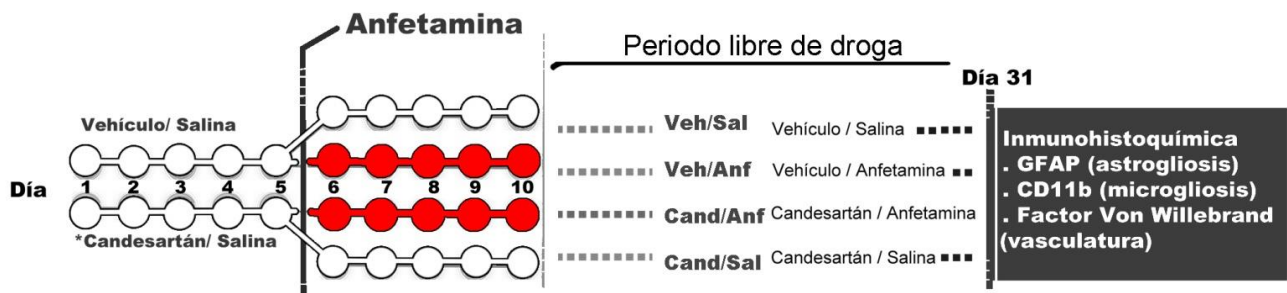 Anfetamina
Periodo libre de droga
Día 31
Vehículo/ Salina
Día
1 2 3 4 5 6 7 8 9 10
*Candesartán/ Salina
Veh/Sal Vehículo / Salina
Veh/Anf Vehículo / Anfetamina
Cand/Anf Candesartán / Anfetamina
Cand/Sal Candesartán / Salina
Inmunohistoquímica
. GFAP (astrogliosis)
. CD11b (microgliosis)
. Factor Von Willebrand
(vasculatura)